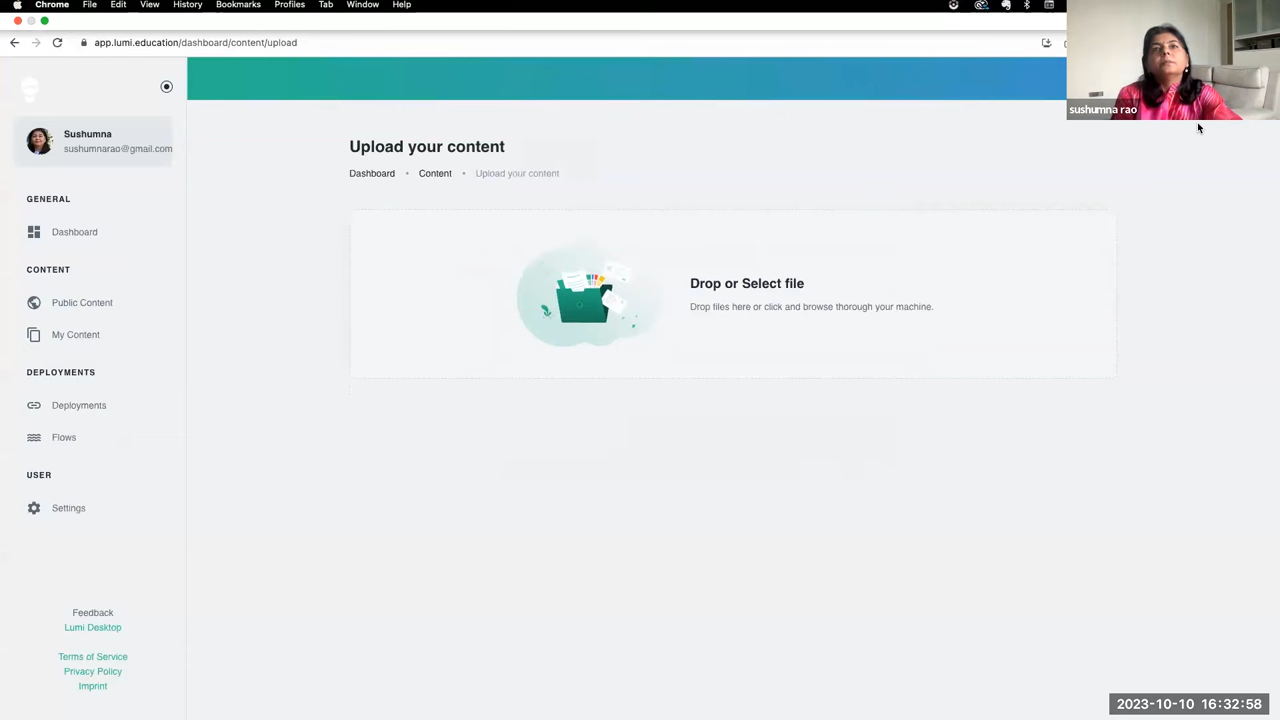 Chrome File Edit View History Bookmarks Profiles Tab Window Help
app.lumi.education/dashboard/content/upload
sushumna rao
Sushumna
sushumnarao@gmail.com
Upload your content
Dashboard • Content • Upload your content
GENERAL
Dashboard
CONTENT
Public Content
My Content
Drop or Select file
Drop files here or click and browse thorough your machine.
DEPLOYMENTS
Deployments
Flows
USER
Settings
Feedback
Lumi Desktop
Terms of Service
Privacy Policy
Imprint
2023-10-10 16:32:58